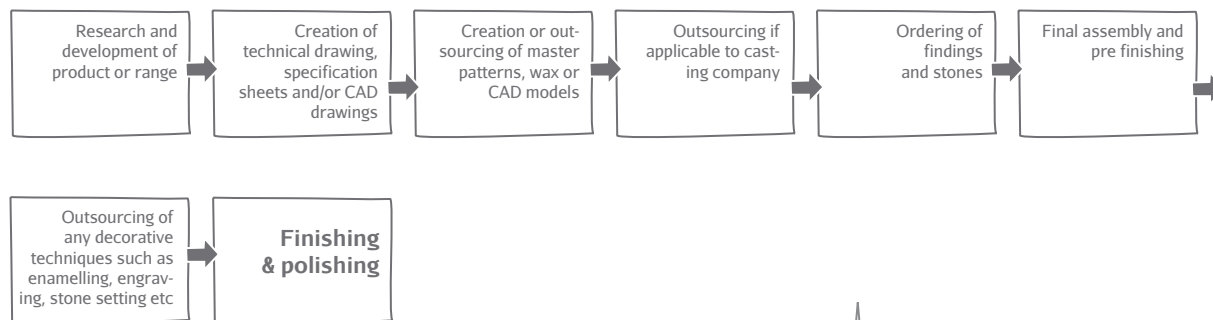 Research and
development of
product or range
Creation of
technical drawing,
specification
sheets and/or CAD
drawings
Creation or out-
sourcing of master
patterns, wax or
CAD models
Outsourcing if
applicable to cast-
ing company
Ordering of
findings
and stones
Final assembly and
pre finishing
Outsourcing of
any decorative
techniques such as
enamelling, engrav-
ing, stone setting etc
Finishing
& polishing